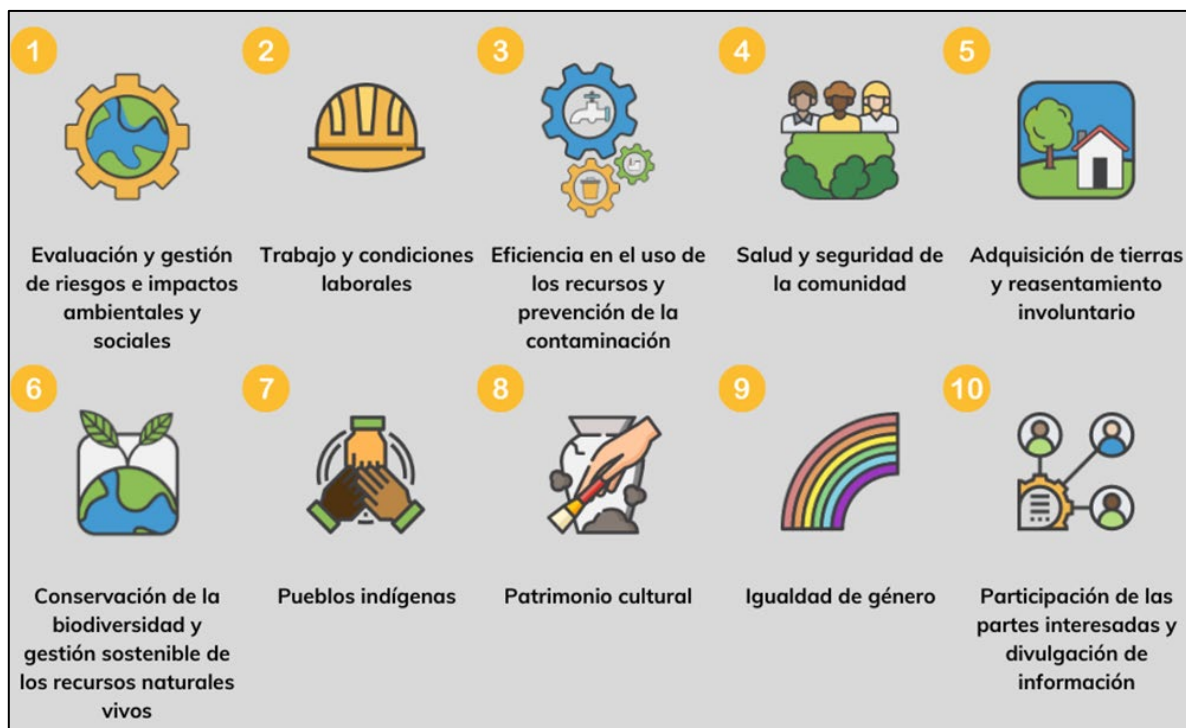 1
Evaluación y gestión
de riesgos e impactos
ambientales y
sociales
2
Trabajo y condiciones
laborales
3
Eficiencia en el uso de
los recursos y
prevención de la
contaminación
4
Salud y seguridad de
la comunidad
5
Adquisición de tierras
y reasentamiento
involuntario
6
Conservación de la
biodiversidad y
gestión sostenible de
los recursos naturales
vivos
7
Pueblos indígenas
8
Patrimonio cultural
9
Igualdad de género
10
Participación de las
partes interesadas y
divulgación de
información